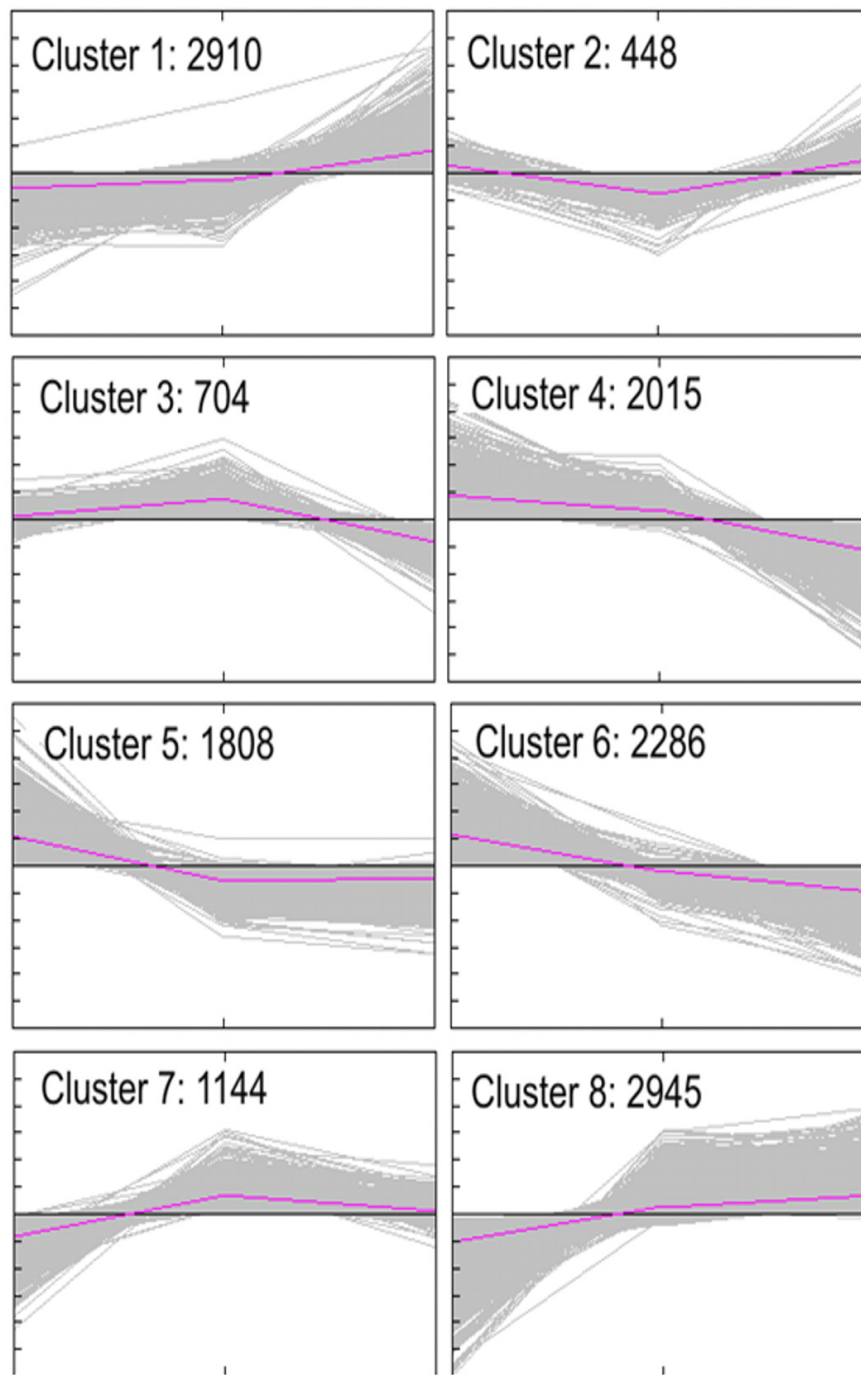 Cluster 1: 2910
Cluster 2: 448
Cluster 3: 704
Cluster 4: 2015
Cluster 5: 1808
Cluster 6: 2286
Cluster 7: 1144
Cluster 8: 2945